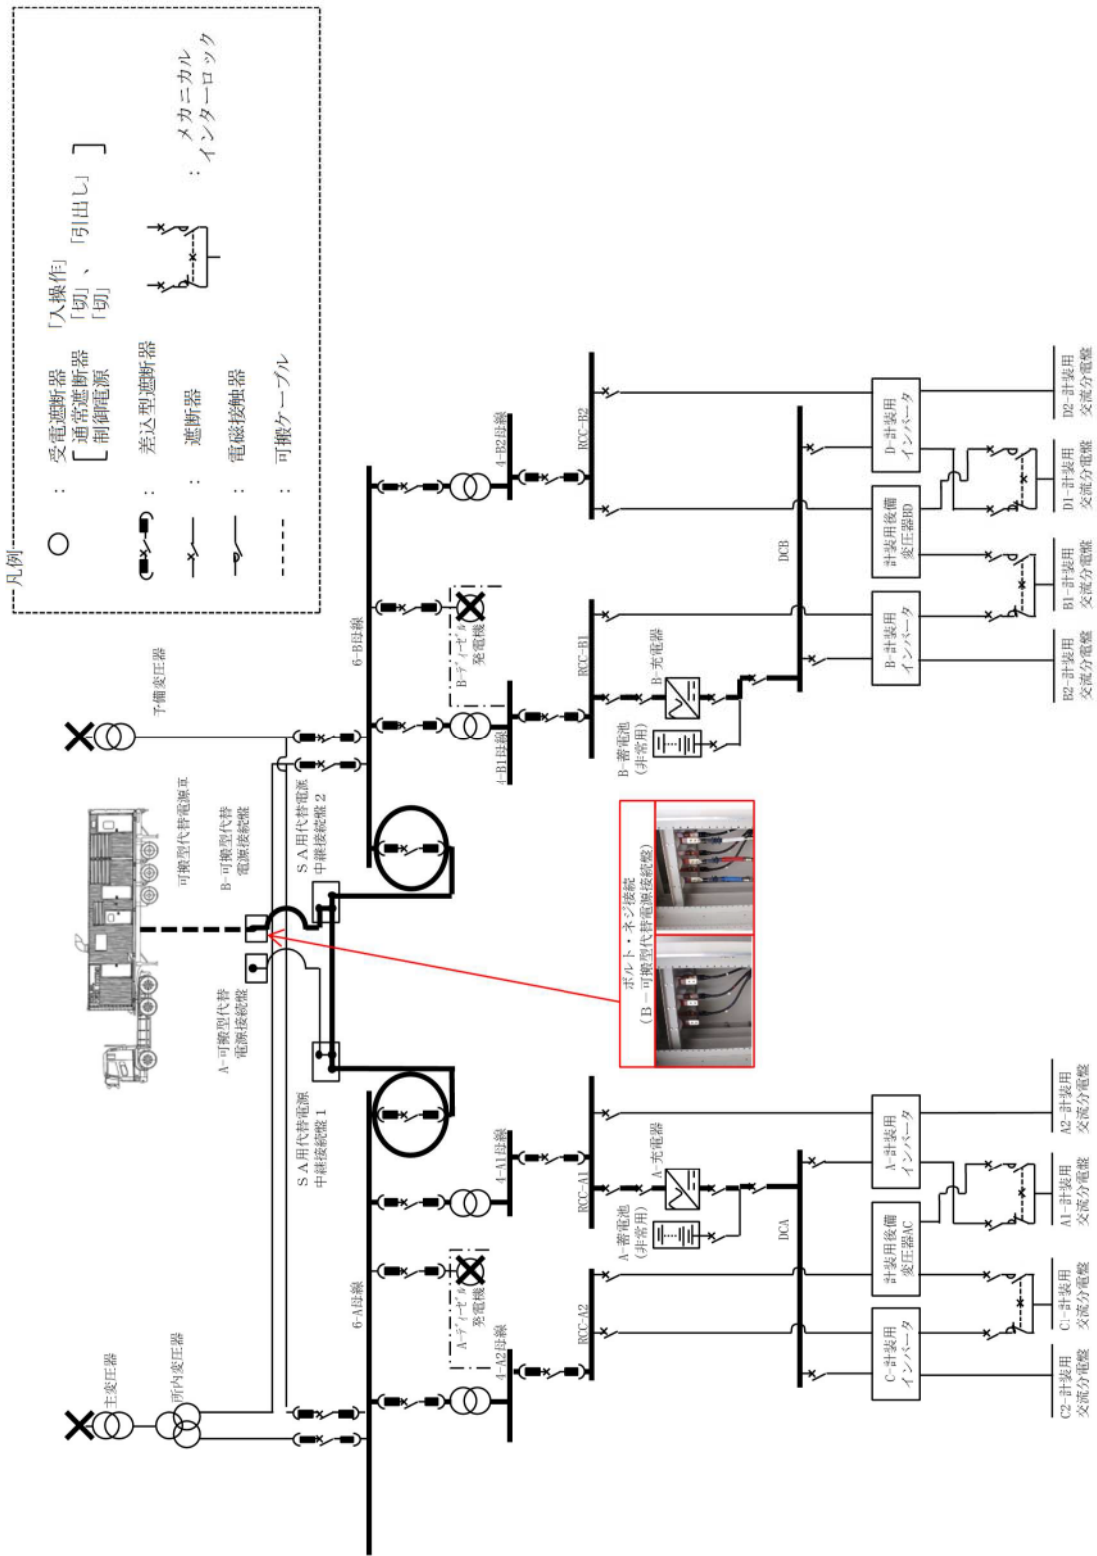 凡例
○ : 受電遮断器 「入操作」
[ 通常遮断器 「切」、「引出し」 ]
制御電源 「切」
: 差込型遮断器
: 遮断器
: 電磁接触器
: 可搬ケーブル
: メカニカル
インターロック
主変圧器
所内変圧器
予備変圧器
可搬型代替電源車
A-可搬型代替
電源接続盤
B-可搬型代替
電源接続盤
SA用代替電源
中継接続盤1
SA用代替電源
中継接続盤2
6-A母線
6-B母線
A-ディーゼル
発電機
B-ディーゼル
発電機
4-A2母線
4-A1母線
4-B1母線
4-B2母線
RCC-A2
RCC-A1
RCC-B1
RCC-B2
A-蓄電池
(非常用)
A-充電器
B-蓄電池
(非常用)
B-充電器
ボルト・ネジ接続
(B-可搬型代替電源接続盤)
DCA
DCB
C-計装用
インバータ
計装用後備
変圧器AC
A-計装用
インバータ
B-計装用
インバータ
計装用後備
変圧器BD
D-計装用
インバータ
C2-計装用
交流分電盤
C1-計装用
交流分電盤
A1-計装用
交流分電盤
A2-計装用
交流分電盤
B2-計装用
交流分電盤
B1-計装用
交流分電盤
D1-計装用
交流分電盤
D2-計装用
交流分電盤